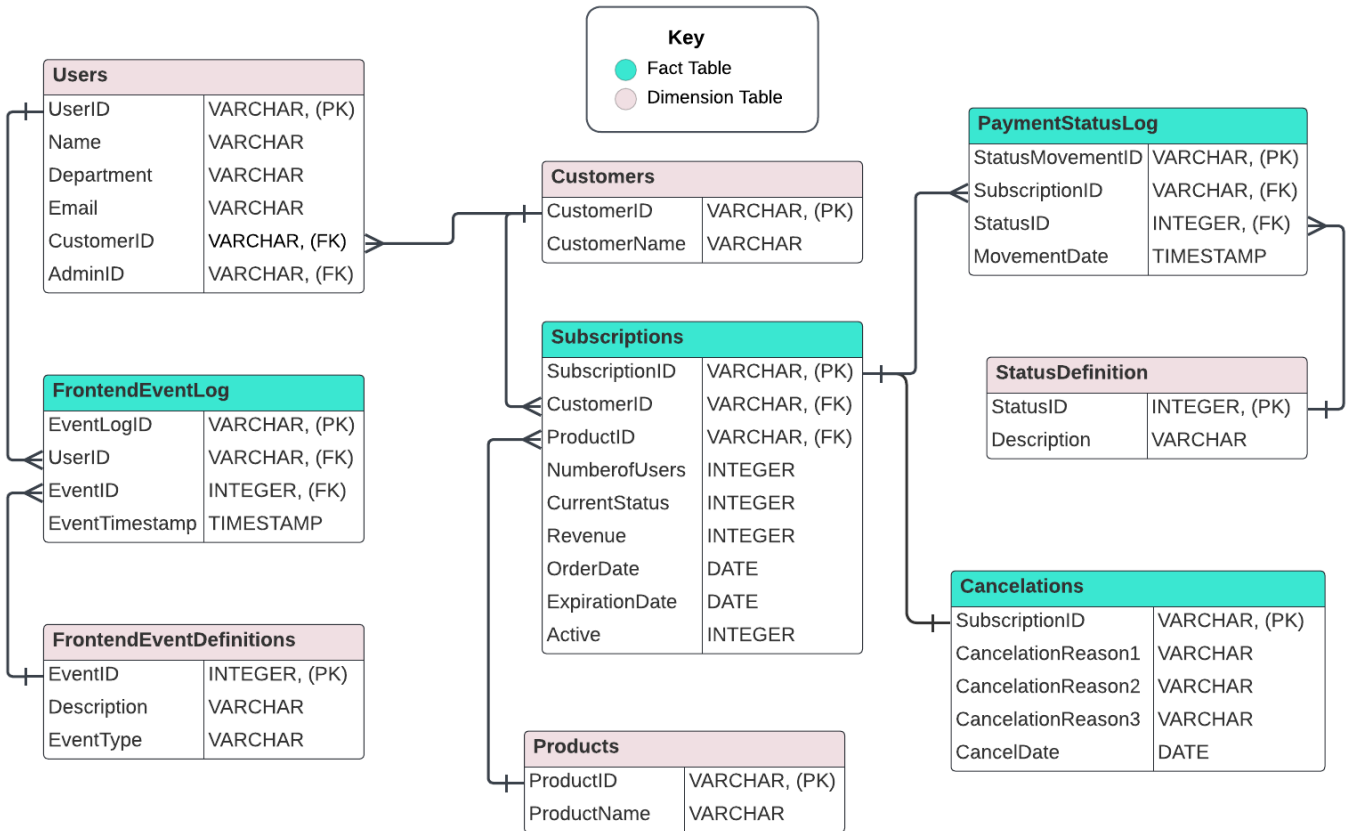 Key
Fact Table
Dimension Table
Users
UserID VARCHAR, (PK)
Name VARCHAR
Department VARCHAR
Email VARCHAR
CustomerID VARCHAR, (FK)
AdminID VARCHAR, (FK)
FrontendEventLog
EventLogID VARCHAR, (PK)
UserID VARCHAR, (FK)
EventID INTEGER, (FK)
EventTimestamp TIMESTAMP
FrontendEventDefinitions
EventID INTEGER, (PK)
Description VARCHAR
EventType VARCHAR
Customers
CustomerID VARCHAR, (PK)
CustomerName VARCHAR
Subscriptions
SubscriptionID VARCHAR, (PK)
CustomerID VARCHAR, (FK)
ProductID VARCHAR, (FK)
NumberofUsers INTEGER
CurrentStatus INTEGER
Revenue INTEGER
OrderDate DATE
ExpirationDate DATE
Active INTEGER
Products
ProductID VARCHAR, (PK)
ProductName VARCHAR
PaymentStatusLog
StatusMovementID VARCHAR, (PK)
SubscriptionID VARCHAR, (FK)
StatusID INTEGER, (FK)
MovementDate TIMESTAMP
StatusDefinition
StatusID INTEGER, (PK)
Description VARCHAR
Cancelations
SubscriptionID VARCHAR, (PK)
CancelationReason1 VARCHAR
CancelationReason2 VARCHAR
CancelationReason3 VARCHAR
CancelDate DATE